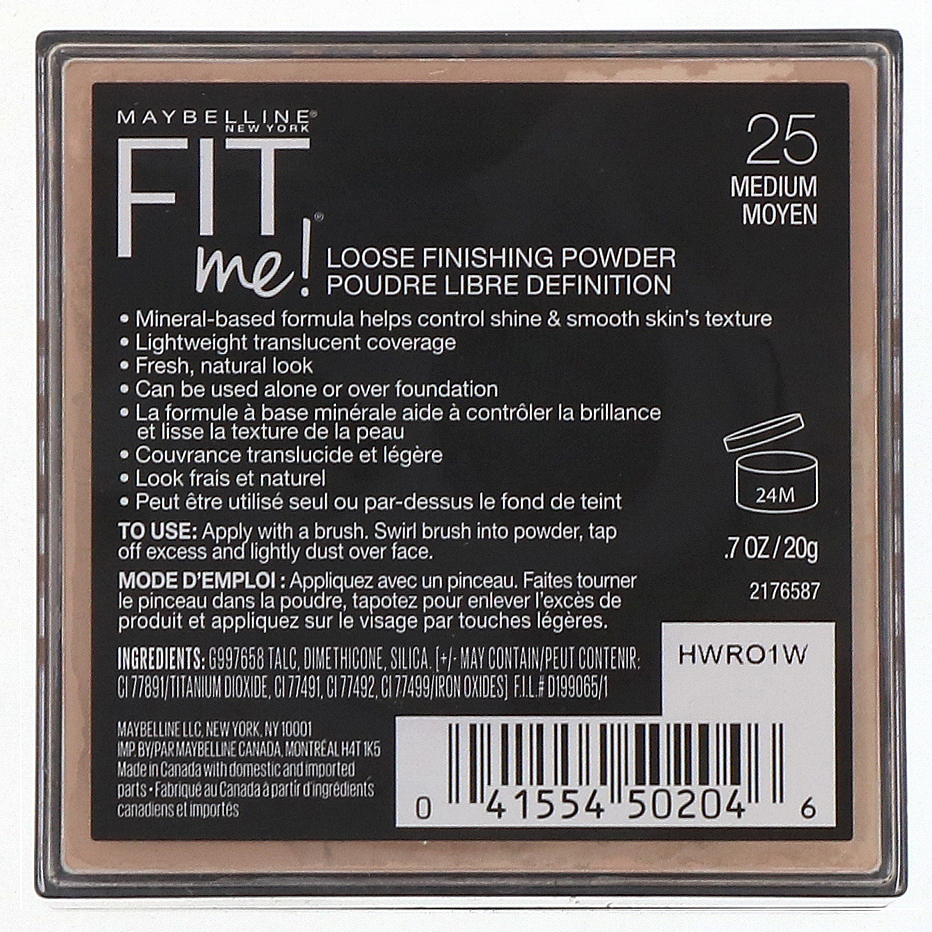 MAYBELLINE®
NEW YORK
FIT
me!®
LOOSE FINISHING POWDER
POUDRE LIBRE DEFINITION
25
MEDIUM
MOYEN
• Mineral-based formula helps control shine & smooth skin's texture
• Lightweight translucent coverage
• Fresh, natural look
• Can be used alone or over foundation
• La formule à base minérale aide à contrôler la brillance
et lisse la texture de la peau
• Couvrance translucide et légère
• Look frais et naturel
• Peut être utilisé seul ou par-dessus le fond de teint
TO USE: Apply with a brush. Swirl brush into powder, tap
off excess and lightly dust over face.
MODE D'EMPLOI : Appliquez avec un pinceau. Faites tourner
le pinceau dans la poudre, tapotez pour enlever l'excès de
produit et appliquez sur le visage par touches légères.
24M
.7 OZ / 20g
2176587
INGREDIENTS: G997658 TALC, DIMETHICONE, SILICA. [+/- MAY CONTAIN/PEUT CONTENIR:
CI 77891/TITANIUM DIOXIDE, CI 77491, CI 77492, CI 77499/IRON OXIDES] F.I.L.# D199065/1
HWRO1W
MAYBELLINE LLC, NEW YORK, NY 10001
IMP. BY/PAR MAYBELLINE CANADA, MONTRÉAL H4T 1K5
Made in Canada with domestic and imported
parts • Fabriqué au Canada à partir d'ingrédients
canadiens et importés
0 41554 50204 6